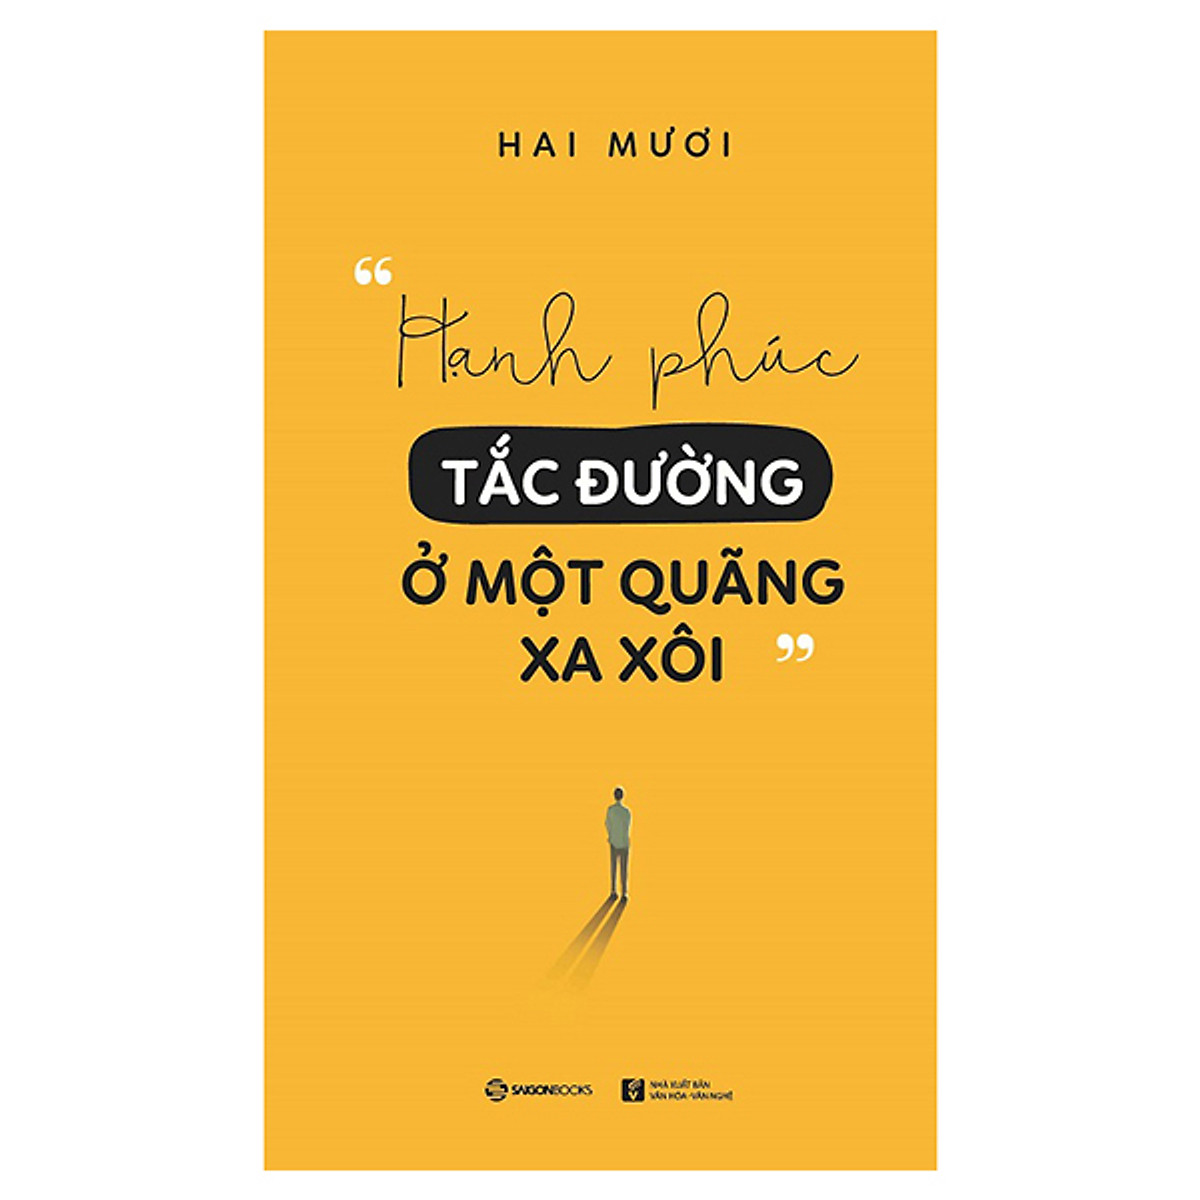 HAI MƯƠI
“Hạnh phúc
TẮC ĐƯỜNG
Ở MỘT QUÃNG
XA XÔI”
SAIGONBOOKS
NHÀ XUẤT BẢN
VĂN HÓA - VĂN NGHỆ